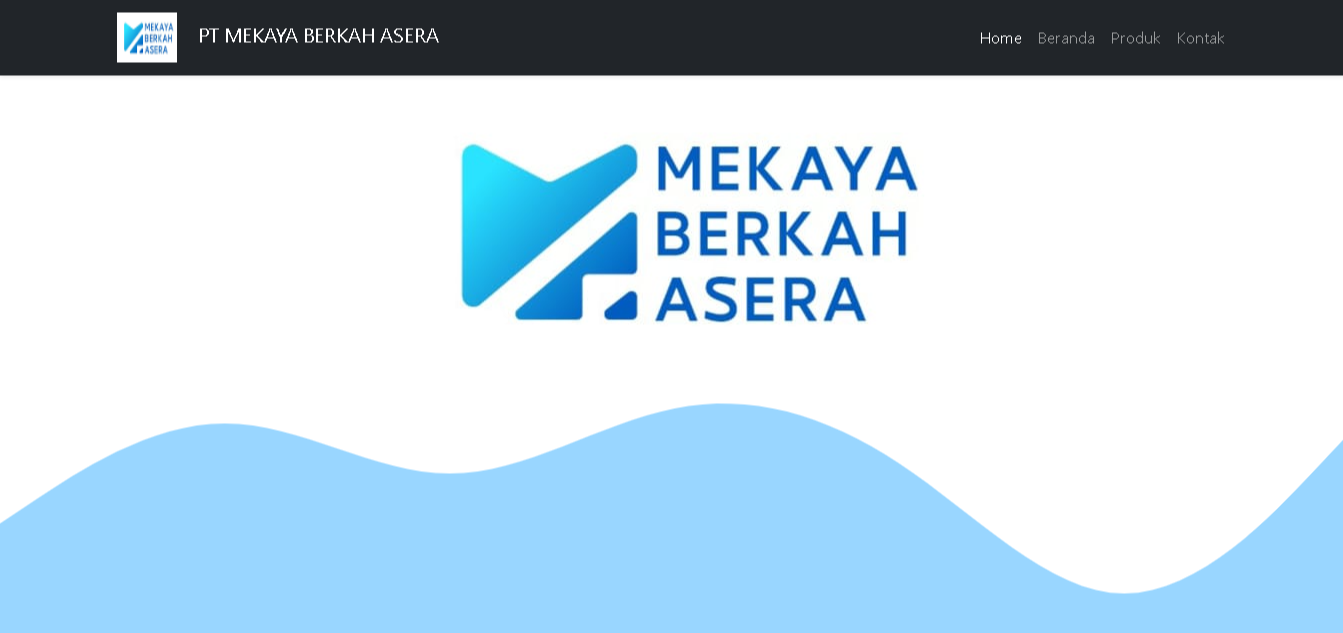 MEKAYA
BERKAH
ASERA
PT MEKAYA BERKAH ASERA
Home Beranda Produk Kontak
MEKAYA
BERKAH
ASERA